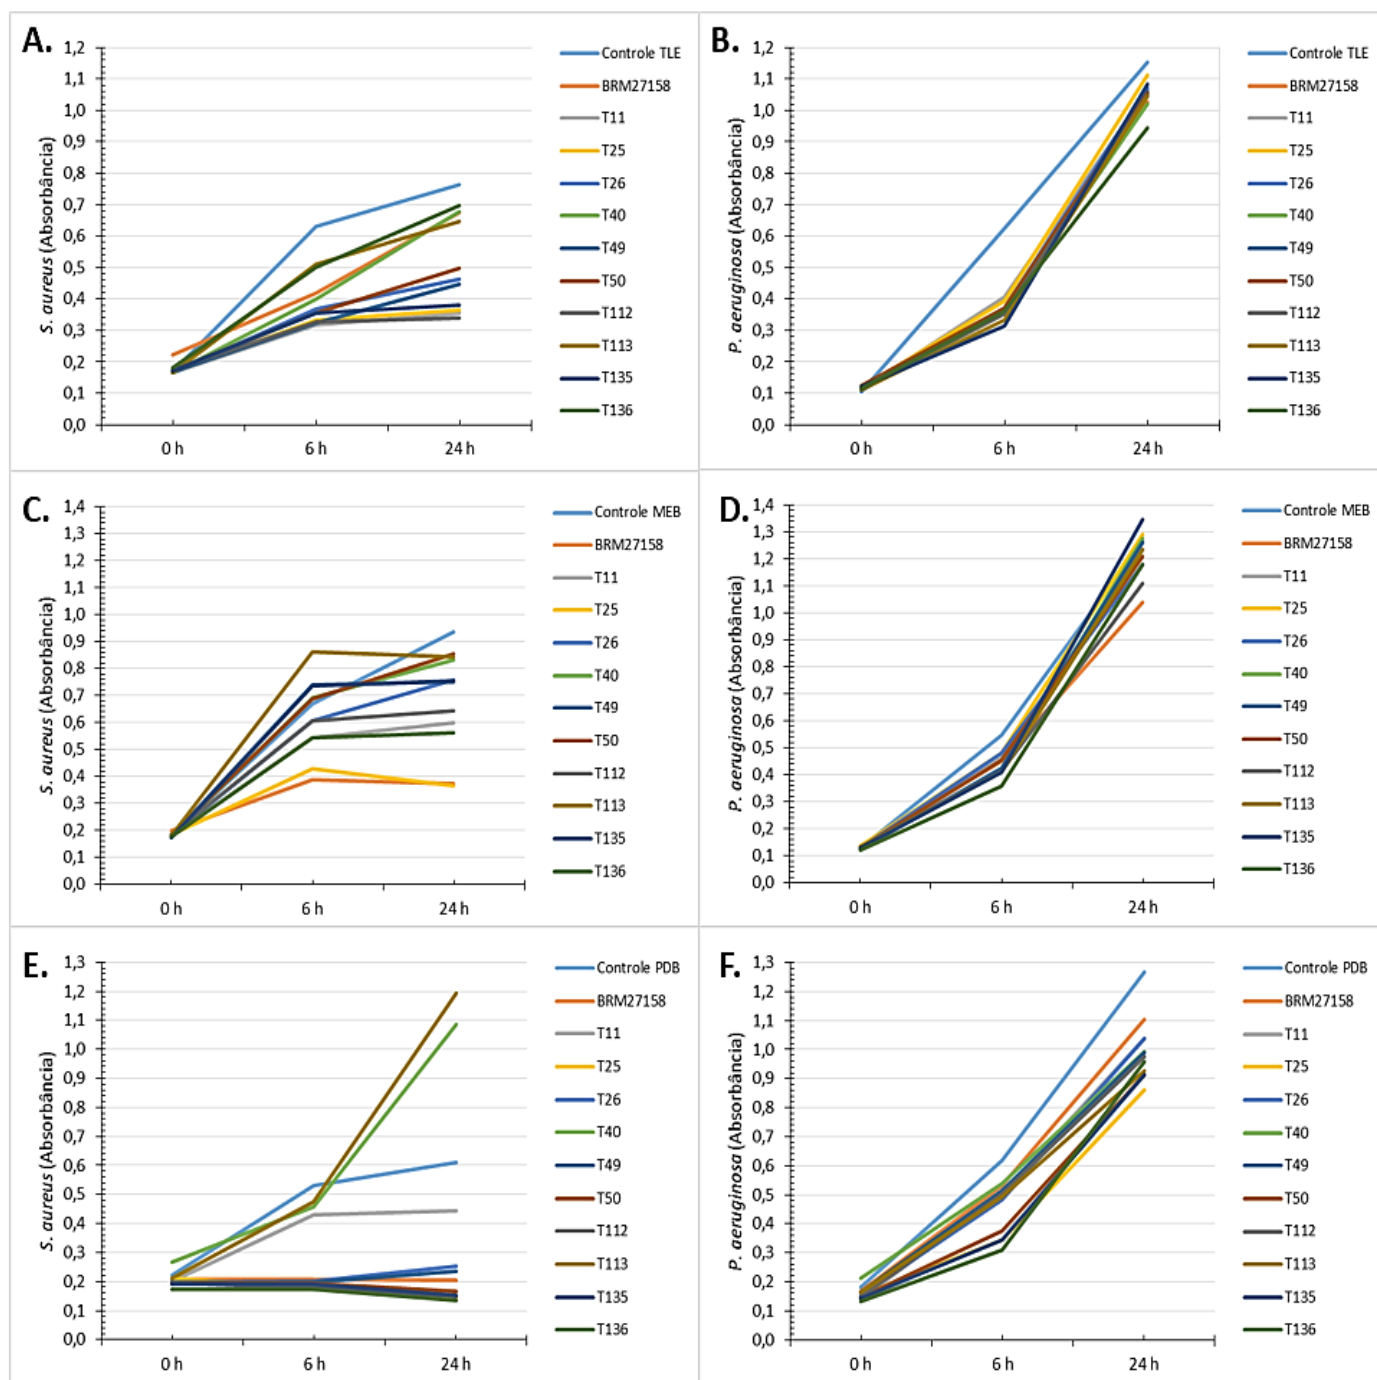 A.
S. aureus (Absorbância)
1,2
1,1
1,0
0,9
0,8
0,7
0,6
0,5
0,4
0,3
0,2
0,1
0,0
0 h 6 h 24 h
Controle TLE
BRM27158
T11
T25
T26
T40
T49
T50
T112
T113
T135
T136
B.
P. aeruginosa (Absorbância)
1,2
1,1
1,0
0,9
0,8
0,7
0,6
0,5
0,4
0,3
0,2
0,1
0,0
0 h 6 h 24 h
Controle TLE
BRM27158
T11
T25
T26
T40
T49
T50
T112
T113
T135
T136
C.
S. aureus (Absorbância)
1,4
1,3
1,2
1,1
1,0
0,9
0,8
0,7
0,6
0,5
0,4
0,3
0,2
0,1
0,0
0 h 6 h 24 h
Controle MEB
BRM27158
T11
T25
T26
T40
T49
T50
T112
T113
T135
T136
D.
P. aeruginosa (Absorbância)
1,4
1,3
1,2
1,1
1,0
0,9
0,8
0,7
0,6
0,5
0,4
0,3
0,2
0,1
0,0
0 h 6 h 24 h
Controle MEB
BRM27158
T11
T25
T26
T40
T49
T50
T112
T113
T135
T136
E.
S. aureus (Absorbância)
1,3
1,2
1,1
1,0
0,9
0,8
0,7
0,6
0,5
0,4
0,3
0,2
0,1
0,0
0 h 6 h 24 h
Controle PDB
BRM27158
T11
T25
T26
T40
T49
T50
T112
T113
T135
T136
F.
P. aeruginosa (Absorbância)
1,3
1,2
1,1
1,0
0,9
0,8
0,7
0,6
0,5
0,4
0,3
0,2
0,1
0,0
0 h 6 h 24 h
Controle PDB
BRM27158
T11
T25
T26
T40
T49
T50
T112
T113
T135
T136